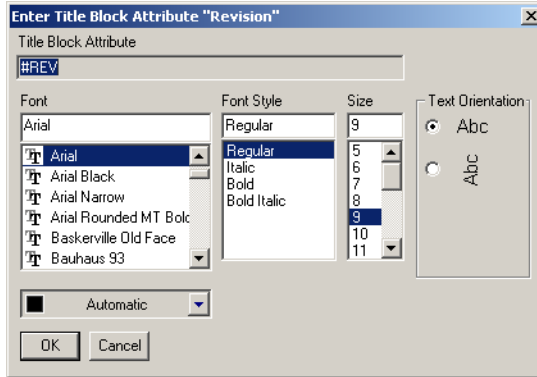 Enter Title Block Attribute "Revision"
Title Block Attribute
#REV
Font
Font Style
Size
Text Orientation
Arial
Regular
9
Abc
Arial
Arial Black
Arial Narrow
Arial Rounded MT Bolc
Baskerville Old Face
Bauhaus 93
Regular
Italic
Bold
Bold Italic
5
6
7
8
9
10
11
Abc
Automatic
OK
Cancel